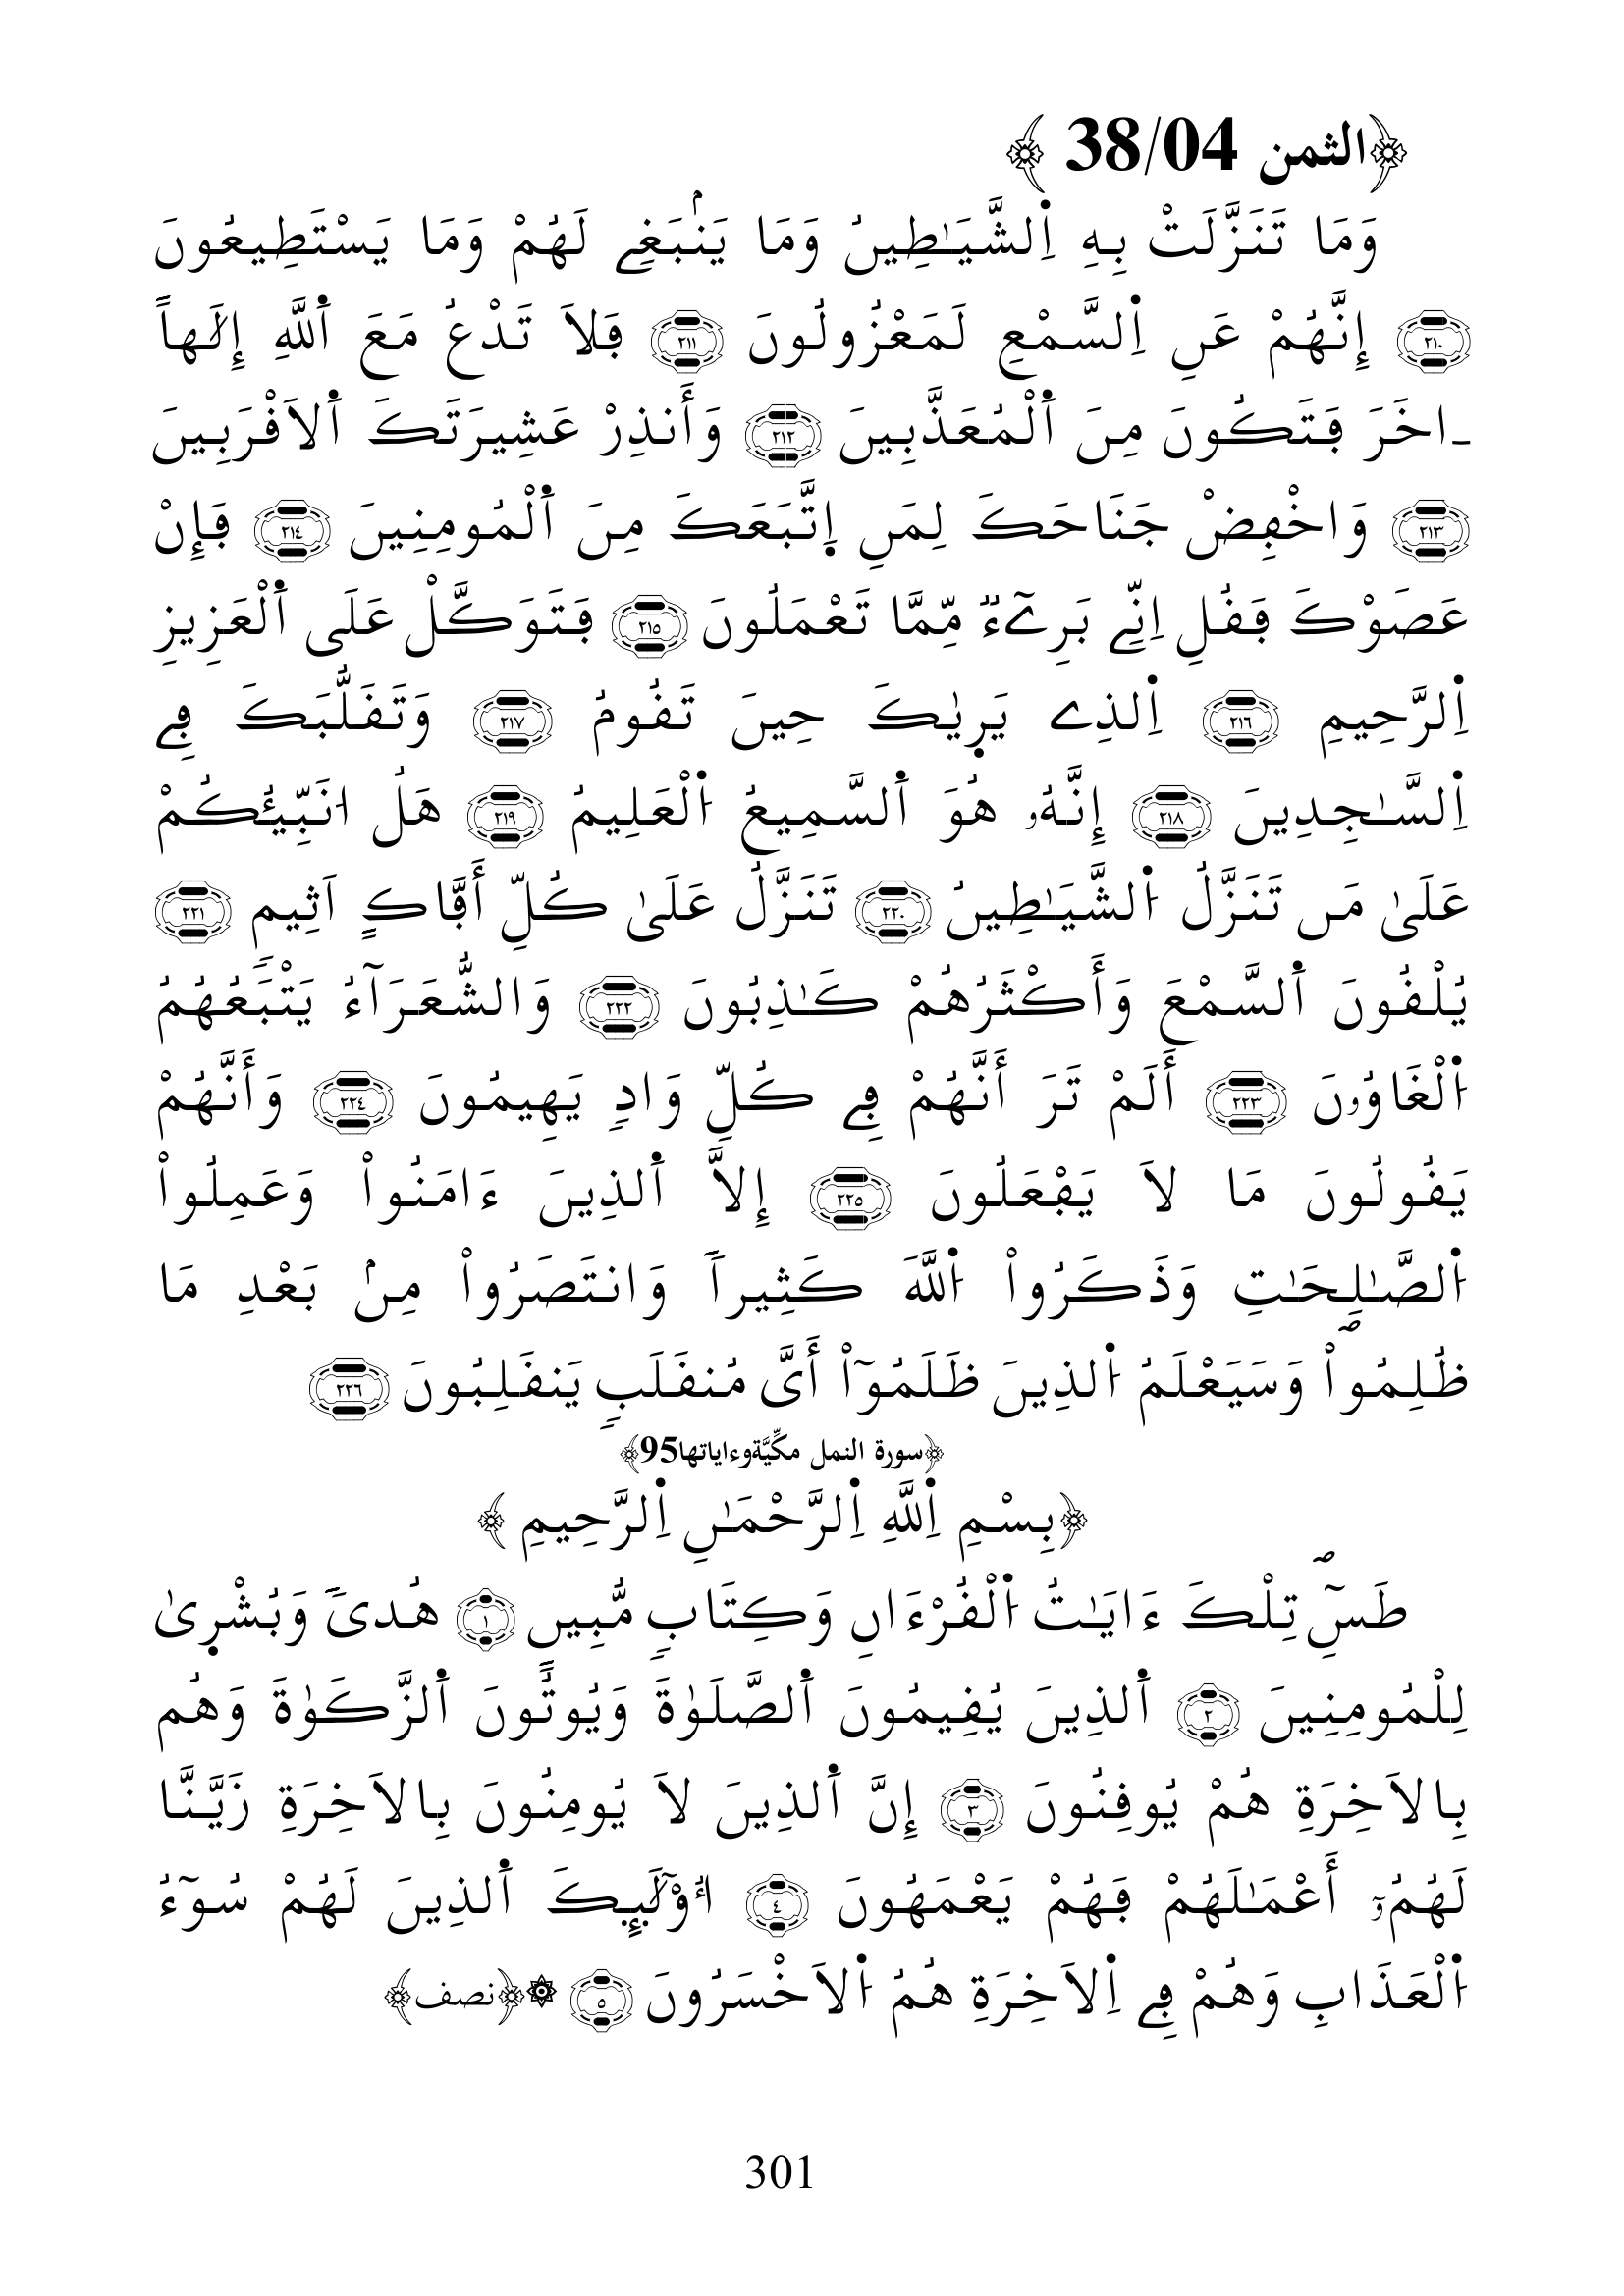 ﴿الثمن 38/04 ﴾
وَمَا تَنَزَّلَتْ بِهِ اِ۬لشَّيَٰطِينُ وَمَا يَنۢبَغِے لَهُمْ وَمَا يَسْتَطِيعُونَ
٢١٠ إِنَّهُمْ عَنِ اِ۬لسَّمْعِ لَمَعْزُولُونَ ٢١١ فَلَا تَدْعُ مَعَ اَ۬للَّهِ إِلَٰهاً
ـاخَرَ فَتَكُونَ مِنَ اَ۬لْمُعَذَّبِينَ ٢١٢ وَأَنذِرْ عَشِيرَتَكَ اَ۬لَاقْرَبِينَ
٢١٣ وَاخْفِضْ جَنَاحَكَ لِمَنِ إِ۪تَّبَعَكَ مِنَ اَ۬لْمُومِنِينَ ٢١٤ فَإِنْ
عَصَوْكَ فَقُلِ اِنِّے بَرِےٓءٌ مِّمَّا تَعْمَلُونَ ٢١٥ فَتَوَكَّلْ عَلَى اَ۬لْعَزِيزِ
اِ۬لرَّحِيمِ ٢١٦ اِ۬لذِے يَر۪يٰكَ حِينَ تَقُومُ ٢١٧ وَتَقَلُّبَكَ فِے
اِ۬لسَّٰجِدِينَ ٢١٨ إِنَّهُۥ هُوَ اَ۬لسَّمِيعُ اُ۬لْعَلِيمُ ٢١٩ هَلُ انَبِّئُكُمْ
عَلَىٰ مَن تَنَزَّلُ اُ۬لشَّيَٰطِينُ ٢٢٠ تَنَزَّلُ عَلَىٰ كُلِّ أَفَّاكٍ اَثِيمٍ ٢٢١
يُلْقُونَ اَ۬لسَّمْعَ وَأَكْثَرُهُمْ كَٰذِبُونَ ٢٢٢ وَالشُّعَرَآءُ يَتْبَعُهُمُ
اُ۬لْغَاوُۥنَ ٢٢٣ أَلَمْ تَرَ أَنَّهُمْ فِے كُلِّ وَادٍ يَهِيمُونَ ٢٢٤ وَأَنَّهُمْ
يَقُولُونَ مَا لَا يَفْعَلُونَ ٢٢٥ إِلَّا اَ۬لذِينَ ءَامَنُواْ وَعَمِلُواْ
اُ۬لصَّٰلِحَٰتِ وَذَكَرُواْ اُ۬للَّهَ كَثِيراً وَانتَصَرُواْ مِنۢ بَعْدِ مَا
ظُلِمُواْۖ وَسَيَعْلَمُ اُ۬لذِينَ ظَلَمُوٓاْ أَىَّ مُنقَلَبٍ يَنقَلِبُونَ ٢٢٦
﴿سورة النمل مكِّيَّةوءاياتها95﴾
﴿بِسْمِ اِ۬للَّهِ اِ۬لرَّحْمَٰنِ اِ۬لرَّحِيمِ ﴾
طَسِٓۖ تِلْكَ ءَايَٰتُ اُ۬لْقُرْءَانِ وَكِتَابٍ مُّبِينٍ ١ هُدىً وَبُشْر۪ىٰ
لِلْمُومِنِينَ ٢ اَ۬لذِينَ يُقِيمُونَ اَ۬لصَّلَوٰةَ وَيُوتُونَ اَ۬لزَّكَوٰةَ وَهُم
بِالَاخِرَةِ هُمْ يُوقِنُونَ ٣ إِنَّ اَ۬لذِينَ لَا يُومِنُونَ بِالَاخِرَةِ زَيَّنَّا
لَهُمُۥٓ أَعْمَٰلَهُمْ فَهُمْ يَعْمَهُونَ ٤ اُوْلَٰٓئِكَ اَ۬لذِينَ لَهُمْ سُوٓءُ
اُ۬لْعَذَابِ وَهُمْ فِے اِ۬لَاخِرَةِ هُمُ اُ۬لَاخْسَرُونَ ٥ ۞﴿نصف﴾
301